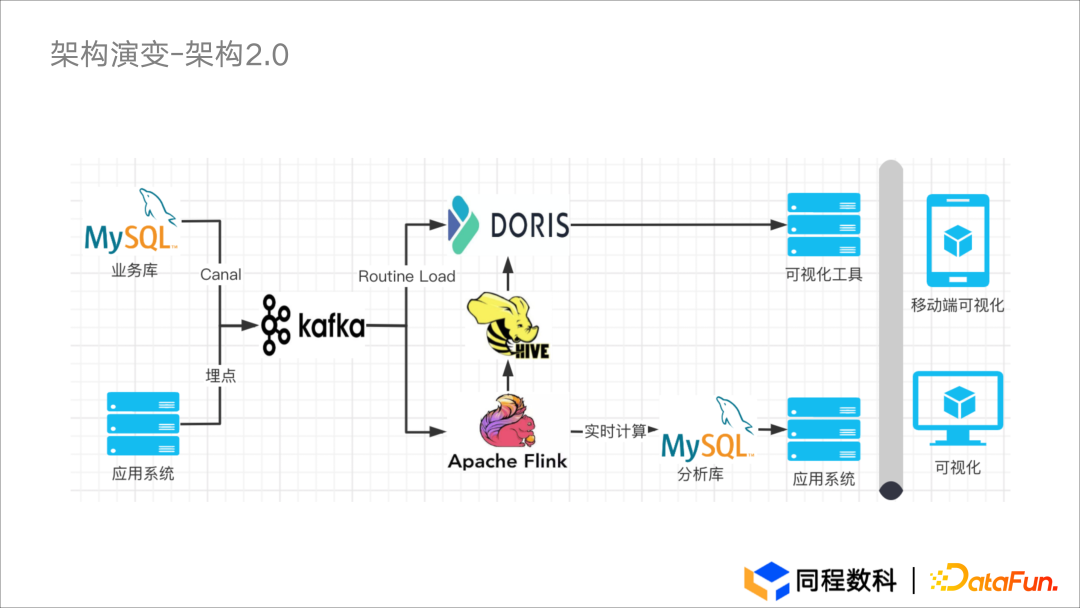 架构演变-架构2.0
MySQL™
业务库
Canal
埋点
应用系统
kafka
Routine Load
DORIS
HIVE
Apache Flink
实时计算
MySQL™
分析库
可视化工具
应用系统
移动端可视化
可视化
同程数科 | DataFun.